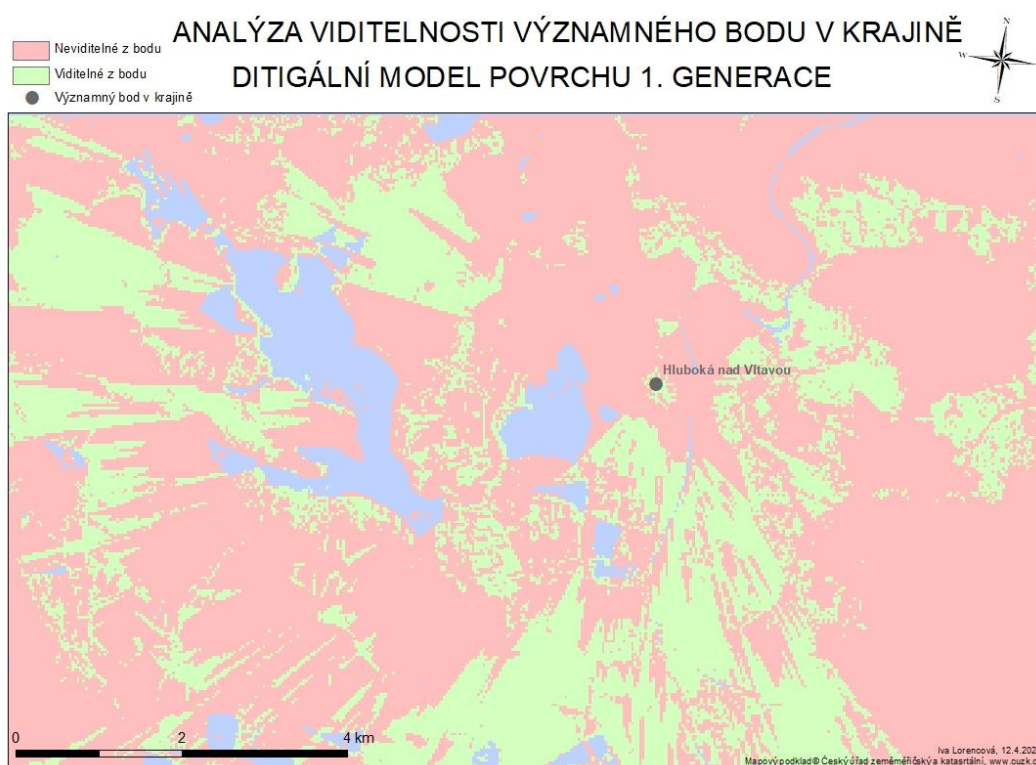 ANALÝZA VIDITELNOSTI VÝZNAMNÉHO BODU V KRAJINĚ
DITIGÁLNÍ MODEL POVRCHU 1. GENERACE
Neviditelné z bodu
Viditelné z bodu
Významný bod v krajině
N
W
S
Hluboká nad Vltavou
0 2 4 km
Iva Lorencová, 12.4.202
Mapový podklad © Český úřad zeměměřičský a katasrtální, www.cuzk.c